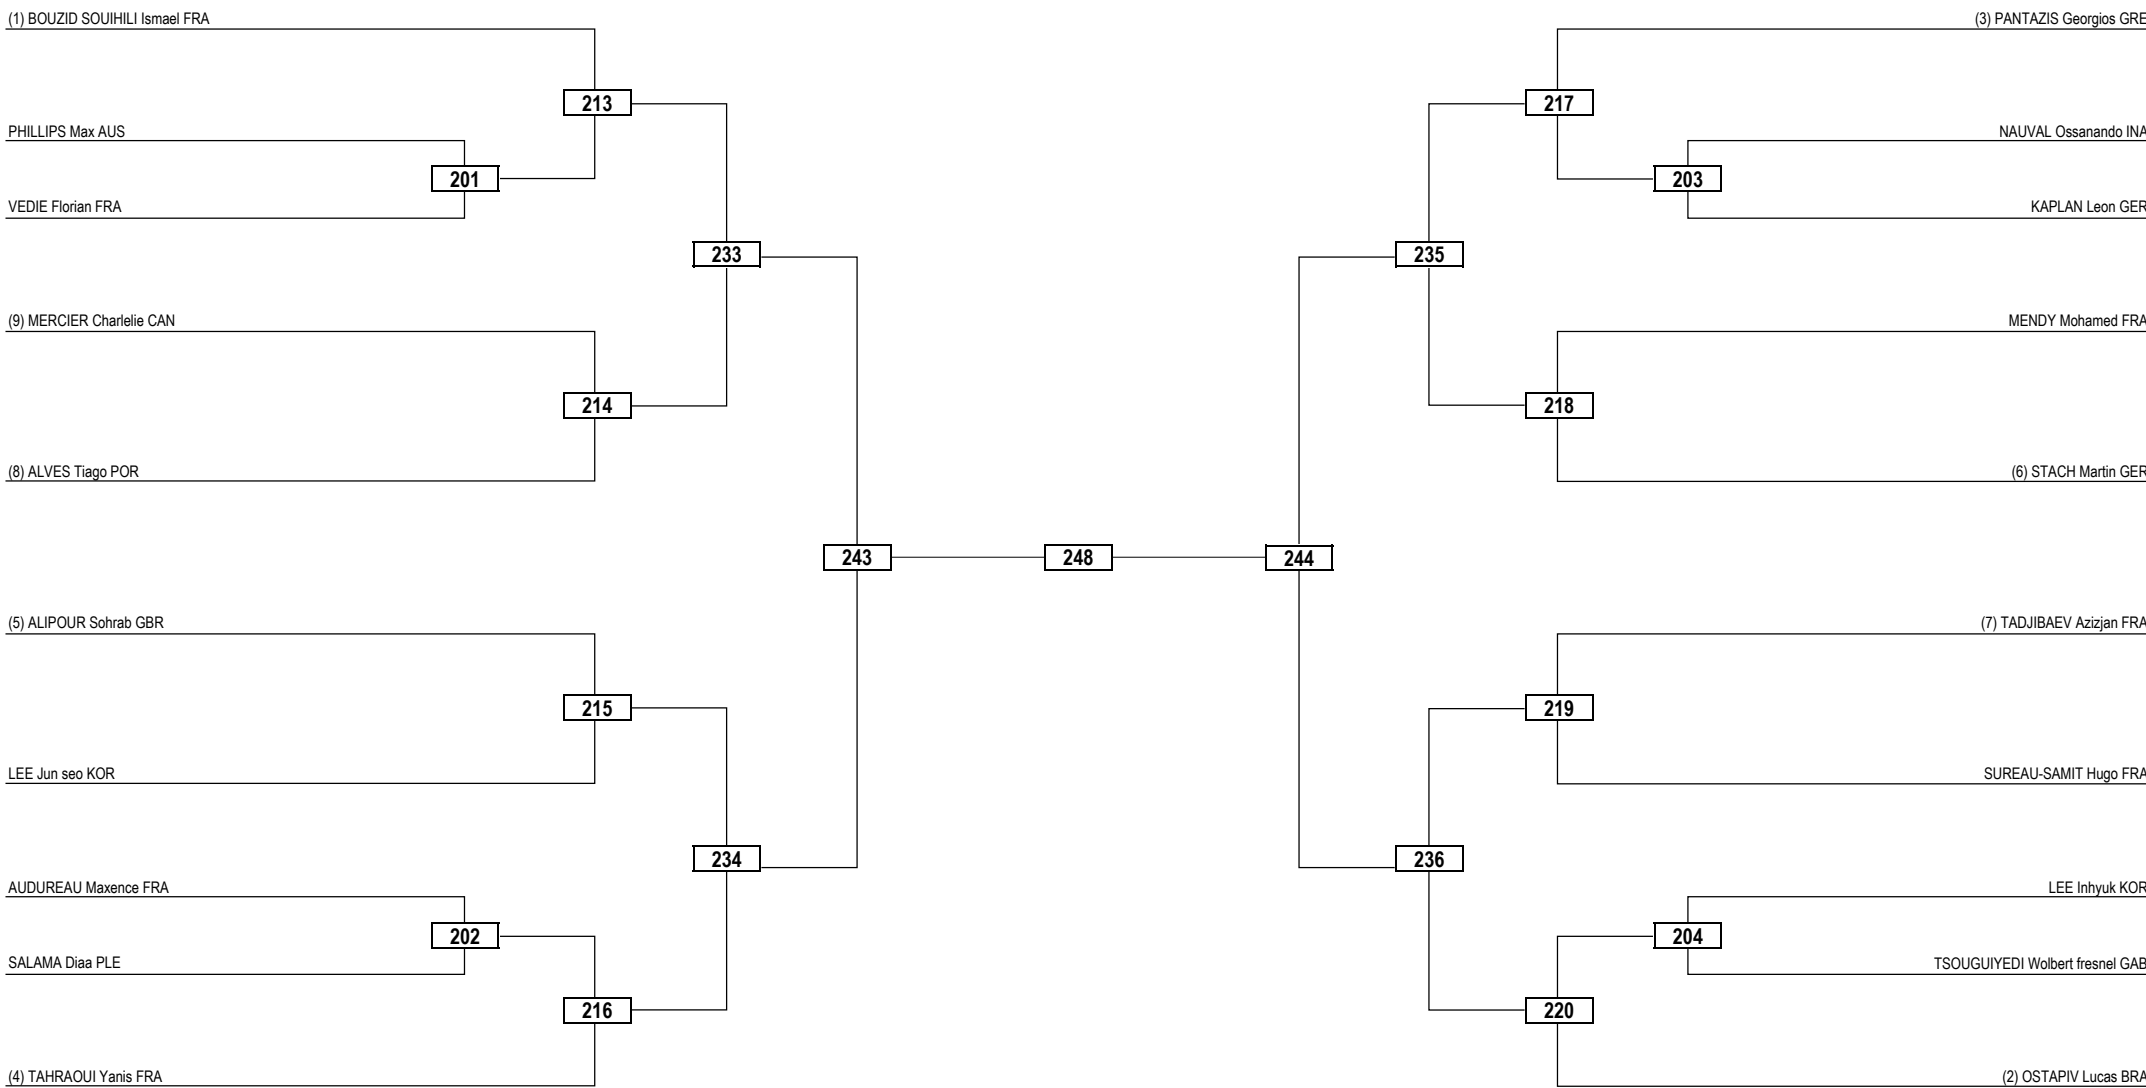 (1) BOUZID SOUIHILI Ismael FRA
(3) PANTAZIS Georgios GRE
213
217
PHILLIPS Max AUS
NAUVAL Ossanando INA
201
203
VEDIE Florian FRA
KAPLAN Leon GER
233
235
(9) MERCIER Charlelie CAN
MENDY Mohamed FRA
214
218
(8) ALVES Tiago POR
(6) STACH Martin GER
243
248
244
(5) ALIPOUR Sohrab GBR
(7) TADJIBAEV Azizjan FRA
215
219
LEE Jun seo KOR
SUREAU-SAMIT Hugo FRA
234
236
AUDUREAU Maxence FRA
LEE Inhyuk KOR
202
204
SALAMA Diaa PLE
TSOUGUIYEDI Wolbert fresnel GAB
216
220
(4) TAHRAOUI Yanis FRA
(2) OSTAPIV Lucas BRA